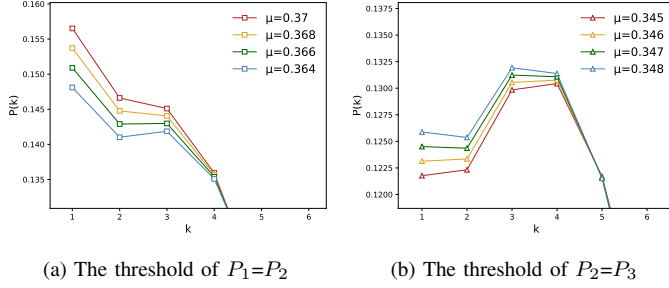 0.160
0.155
0.150
0.145
0.140
0.135
P(k)
1 2 3 4 5 6
k
μ=0.37
μ=0.368
μ=0.366
μ=0.364
(a) The threshold of P₁=P₂
0.1375
0.1350
0.1325
0.1300
0.1275
0.1250
0.1225
0.1200
P(k)
1 2 3 4 5 6
k
μ=0.345
μ=0.346
μ=0.347
μ=0.348
(b) The threshold of P₂=P₃